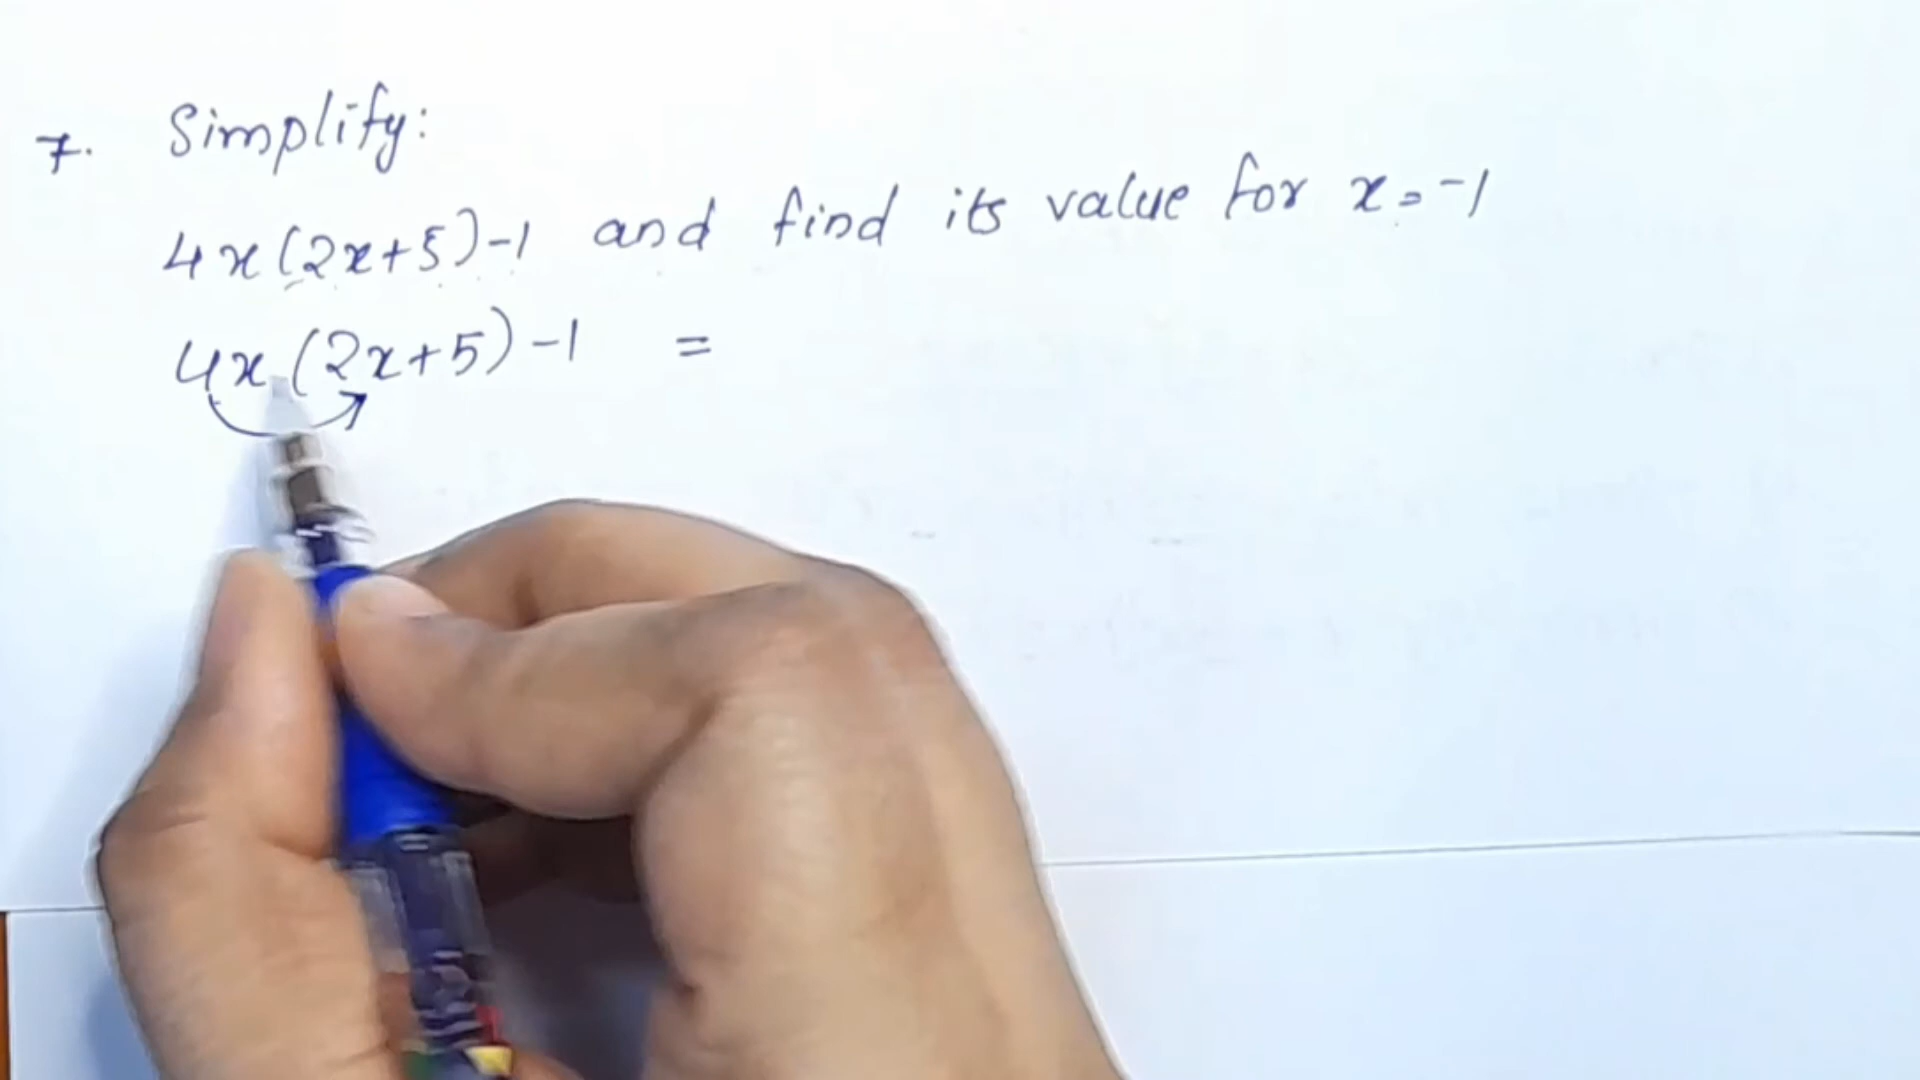 7. Simplify:
4x(2x+5)-1 and find its value for x=-1
4x(2x+5)-1 =